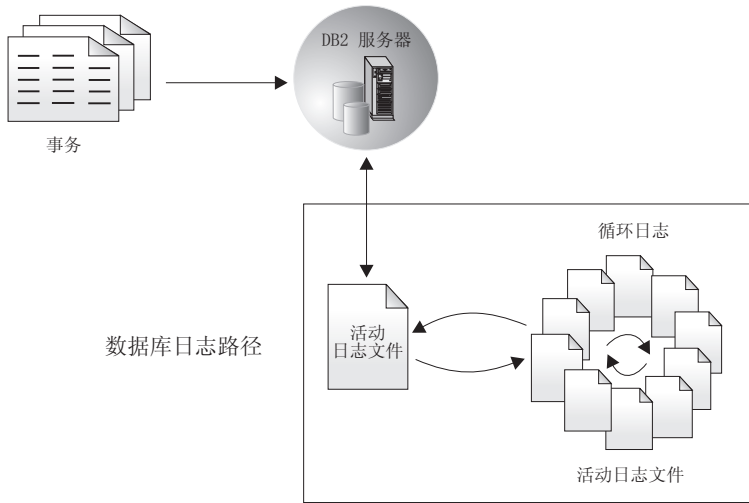 DB2 服务器
事务
循环日志
活动
日志文件
数据库日志路径
活动日志文件